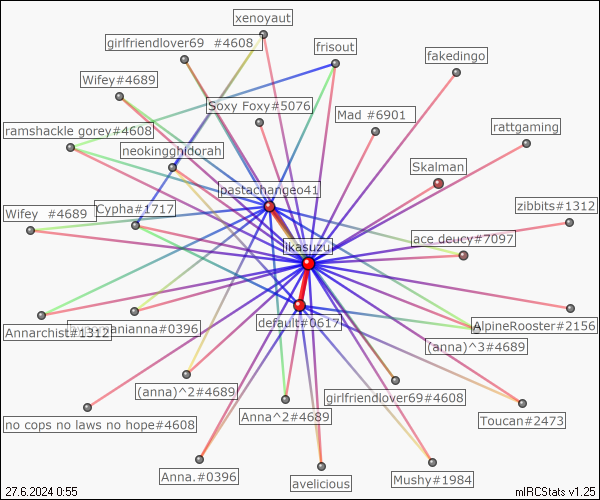 xenoyaut
girlfriendlover69 #4608
frisout
fakedingo
Wifey#4689
Soxy Foxy#5076
Mad #6901
ramshackle gorey#4608
rattgaming
neokingghidorah
Skalman
bastachangeo41
Wifey #4689
Cypha#1717
zibbits#1312
ikasuzu
ace deucy#7097
Annarchist#1312
anianna#0396
default#0617
AlpineRooster#2156
(anna)^3#4689
(anna)^2#4689
girlfriendlover69#4608
no cops no laws no hope#4608
Anna^2#4689
Toucan#2473
Anna.#0396
avelicious
Mushy#1984
27.6.2024 0:55
mIRCStats v1.25